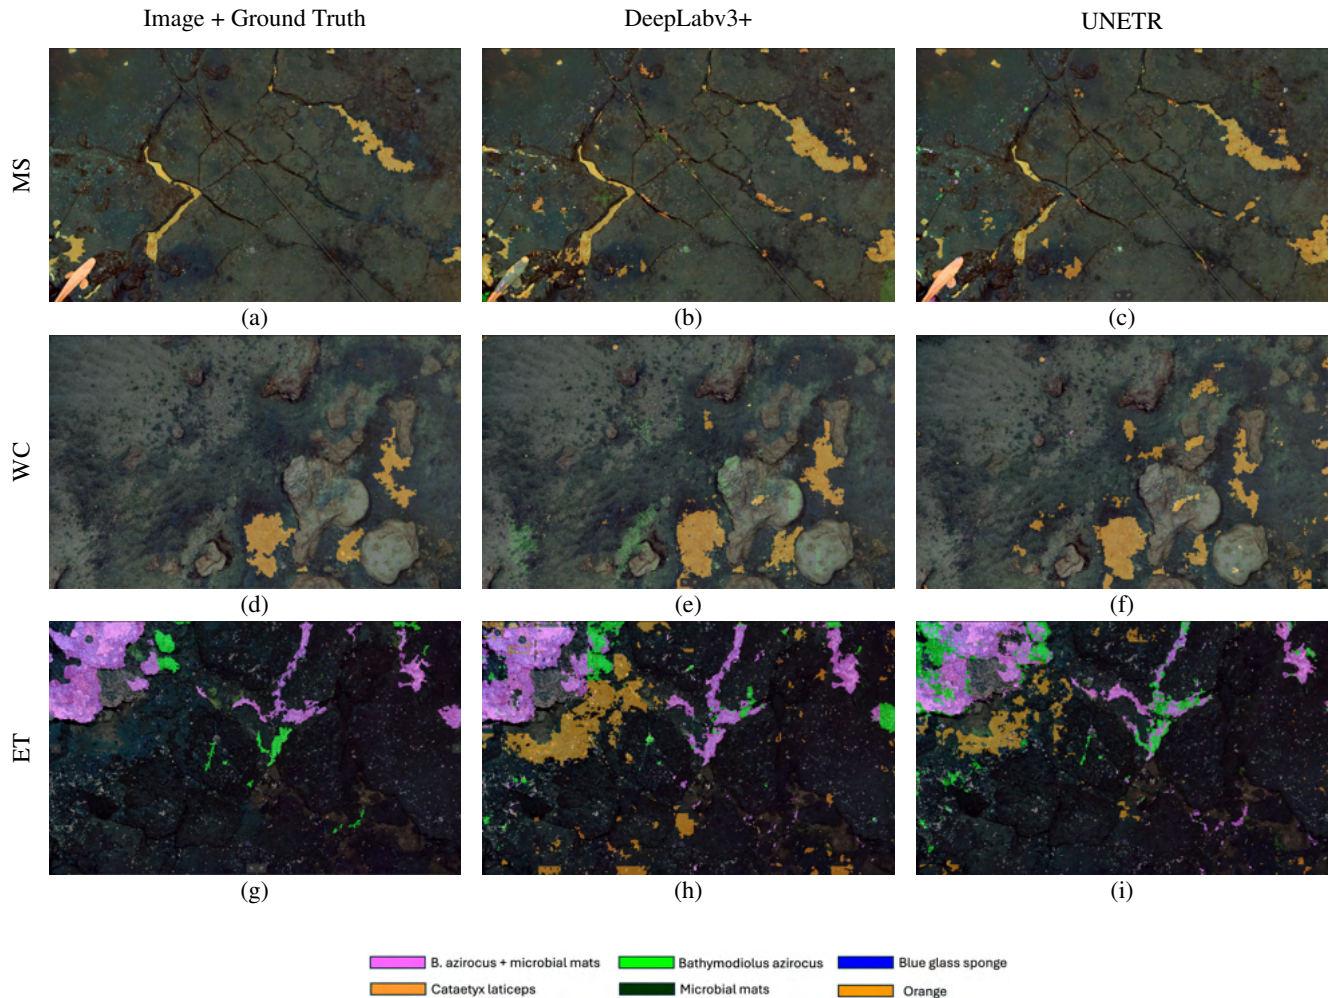 Image + Ground Truth
DeepLabv3+
UNETR
MS
(a)
(b)
(c)
WC
(d)
(e)
(f)
ET
(g)
(h)
(i)
B. azirocus + microbial mats
Bathymodiolus azirocus
Blue glass sponge
Cataetyx laticeps
Microbial mats
Orange